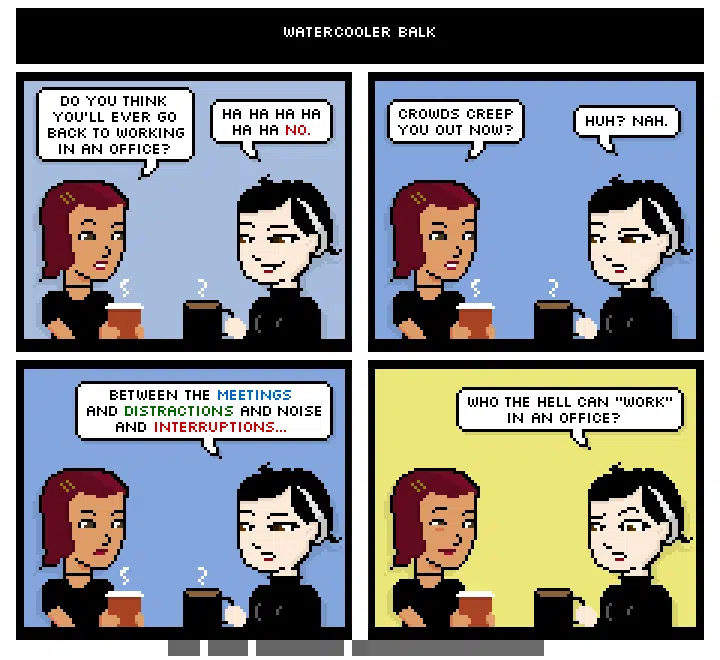 WATERCOOLER BALK
DO YOU THINK
YOU'LL EVER GO
BACK TO WORKING
IN AN OFFICE?
HA HA HA HA
HA HA NO.
CROWDS CREEP
YOU OUT NOW?
HUH? NAH.
BETWEEN THE MEETINGS
AND DISTRACTIONS AND NOISE
AND INTERRUPTIONS...
WHO THE HELL CAN "WORK"
IN AN OFFICE?